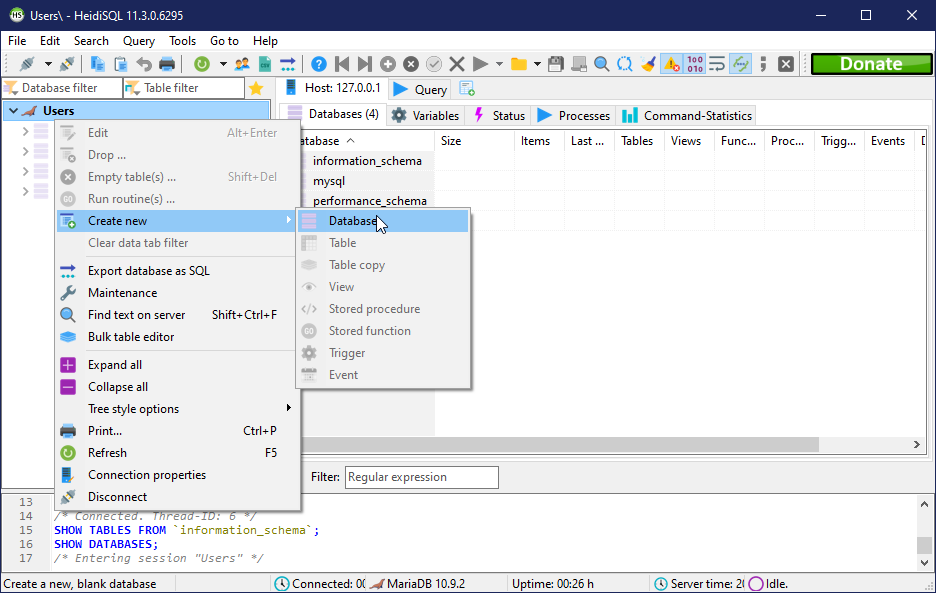 HS Users\ - HeidiSQL 11.3.0.6295
File Edit Search Query Tools Go to Help
Donate
Database filter Table filter Host: 127.0.0.1 Query
Users Databases (4) Variables Status Processes Command-Statistics
atabase Size Items Last ... Tables Views Func... Proc... Trigg... Events
information_schema
mysql
performance_schema
Edit Alt+Enter
Drop ...
Empty table(s) ... Shift+Del
Run routine(s) ...
Create new
Clear data tab filter
Export database as SQL
Maintenance
Find text on server Shift+Ctrl+F
Bulk table editor
Expand all
Collapse all
Tree style options
Print... Ctrl+P
Refresh F5
Connection properties
Disconnect
Database
Table
Table copy
View
Stored procedure
GO Stored function
Trigger
Event
Filter: Regular expression
13
14 /* Connected. Thread-ID: 6 */
15 SHOW TABLES FROM `information_schema`;
16 SHOW DATABASES;
17 /* Entering session "Users" */
Create a new, blank database Connected: 00 MariaDB 10.9.2 Uptime: 00:26 h Server time: 20 Idle.